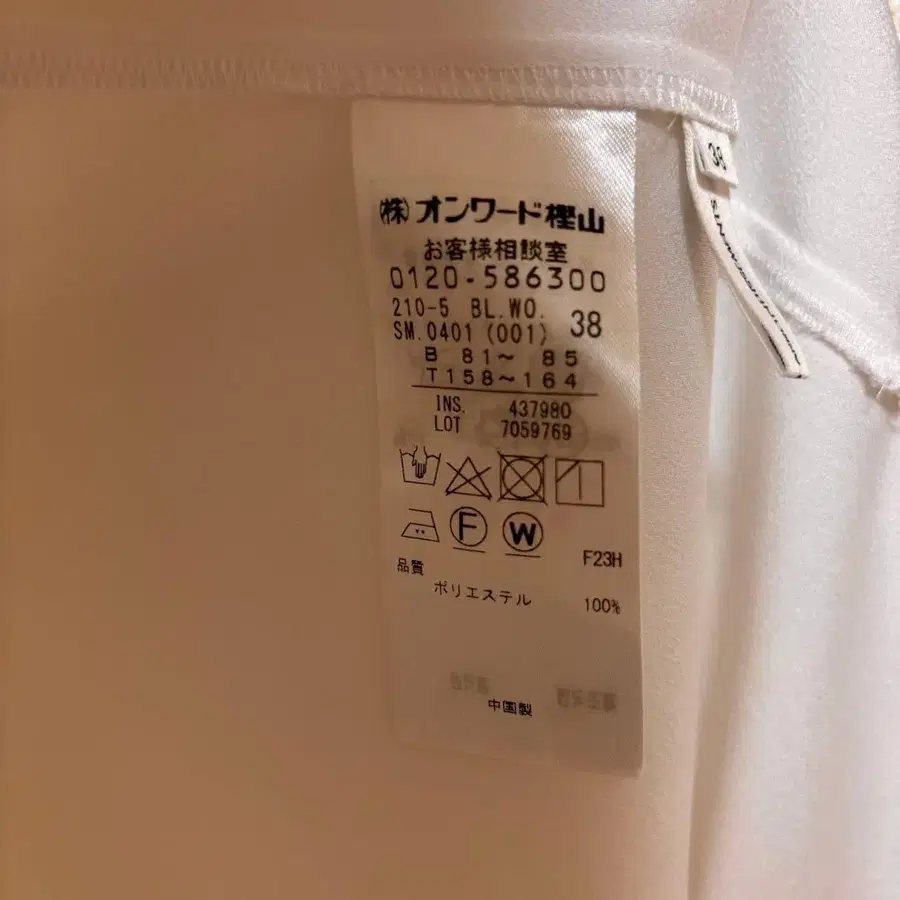 ㈱オンワード樫山
お客様相談室
0120-586300
210-5 BL.WO.
SM.0401 (001) 38
B 81～ 85
T158～164
INS. 437980
LOT 7059769
F
W
F23H
品質
ポリエステル 100%
中国製
38